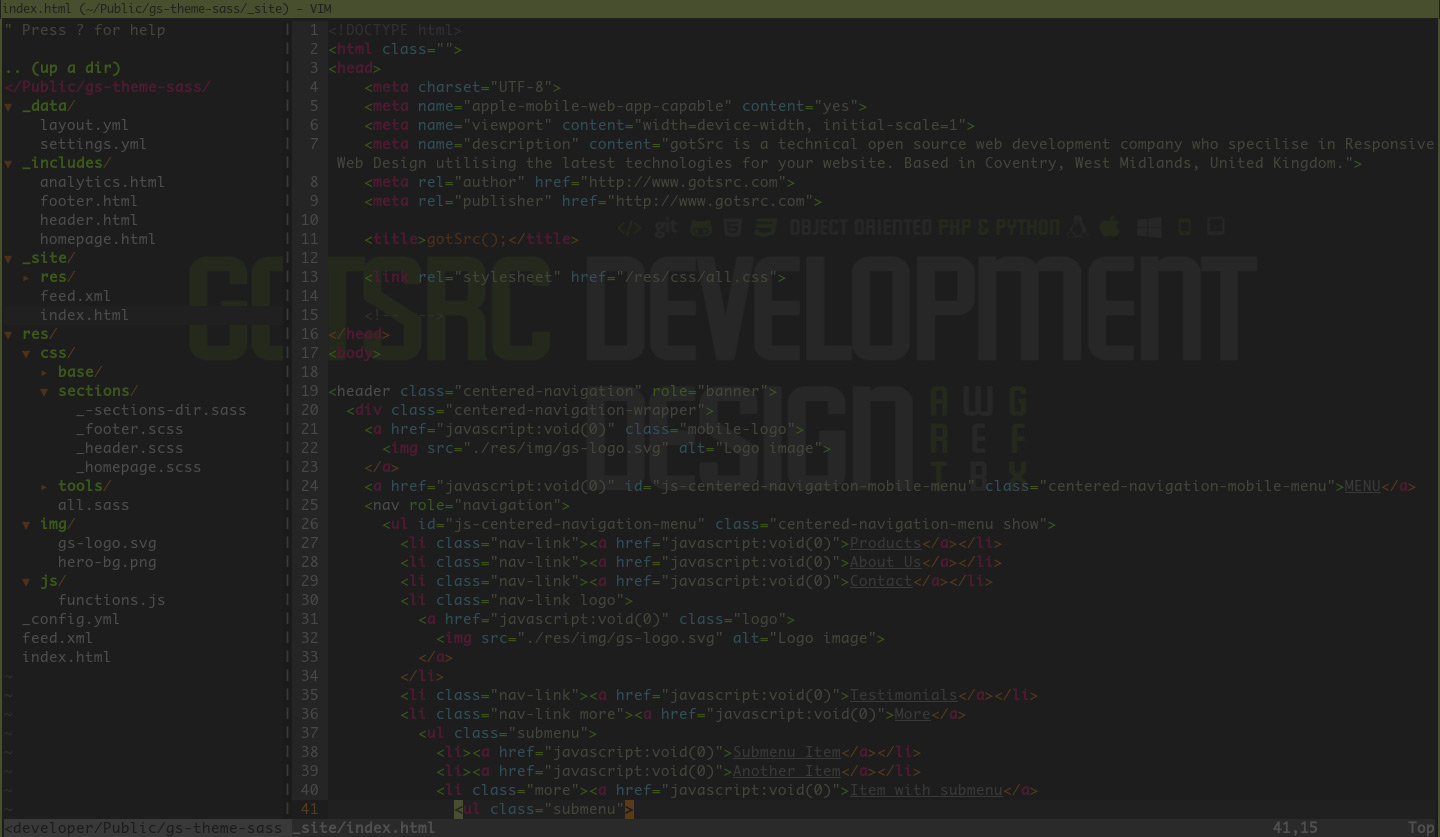 index.html (~/Public/gs-theme-sass/_site) - VIM
" Press ? for help
.. (up a dir)
</Public/gs-theme-sass/
▼ _data/
layout.yml
settings.yml
▼ _includes/
analytics.html
footer.html
header.html
homepage.html
▼ _site/
▸ res/
feed.xml
index.html
▼ res/
▼ css/
▸ base/
▼ sections/
_-sections-dir.sass
_footer.scss
_header.scss
_homepage.scss
▸ tools/
all.sass
▼ img/
gs-logo.svg
hero-bg.png
▼ js/
functions.js
_config.yml
feed.xml
index.html
~
~
~
~
~
~
~
~
1 <!DOCTYPE html>
2 <html class="">
3 <head>
4 <meta charset="UTF-8">
5 <meta name="apple-mobile-web-app-capable" content="yes">
6 <meta name="viewport" content="width=device-width, initial-scale=1">
7 <meta name="description" content="gotSrc is a technical open source web development company who specilise in Responsive
Web Design utilising the latest technologies for your website. Based in Coventry, West Midlands, United Kingdom.">
8 <meta rel="author" href="http://www.gotsrc.com">
9 <meta rel="publisher" href="http://www.gotsrc.com">
10
11 <title>gotSrc();</title>
12
13 <link rel="stylesheet" href="/res/css/all.css">
14
15 <!-- -->
16 </head>
17 <body>
18
19 <header class="centered-navigation" role="banner">
20 <div class="centered-navigation-wrapper">
21 <a href="javascript:void(0)" class="mobile-logo">
22 <img src="./res/img/gs-logo.svg" alt="Logo image">
23 </a>
24 <a href="javascript:void(0)" id="js-centered-navigation-mobile-menu" class="centered-navigation-mobile-menu">MENU</a>
25 <nav role="navigation">
26 <ul id="js-centered-navigation-menu" class="centered-navigation-menu show">
27 <li class="nav-link"><a href="javascript:void(0)">Products</a></li>
28 <li class="nav-link"><a href="javascript:void(0)">About Us</a></li>
29 <li class="nav-link"><a href="javascript:void(0)">Contact</a></li>
30 <li class="nav-link logo">
31 <a href="javascript:void(0)" class="logo">
32 <img src="./res/img/gs-logo.svg" alt="Logo image">
33 </a>
34 </li>
35 <li class="nav-link"><a href="javascript:void(0)">Testimonials</a></li>
36 <li class="nav-link more"><a href="javascript:void(0)">More</a>
37 <ul class="submenu">
38 <li><a href="javascript:void(0)">Submenu Item</a></li>
39 <li><a href="javascript:void(0)">Another Item</a></li>
40 <li class="more"><a href="javascript:void(0)">Item with submenu</a>
41 <ul class="submenu">
<developer/Public/gs-theme-sass _site/index.html 41,15 Top
</> git OBJECT ORIENTED PHP & PYTHON
GOTSRC DEVELOPMENT
DESIGN
A W G
R E F
T B X